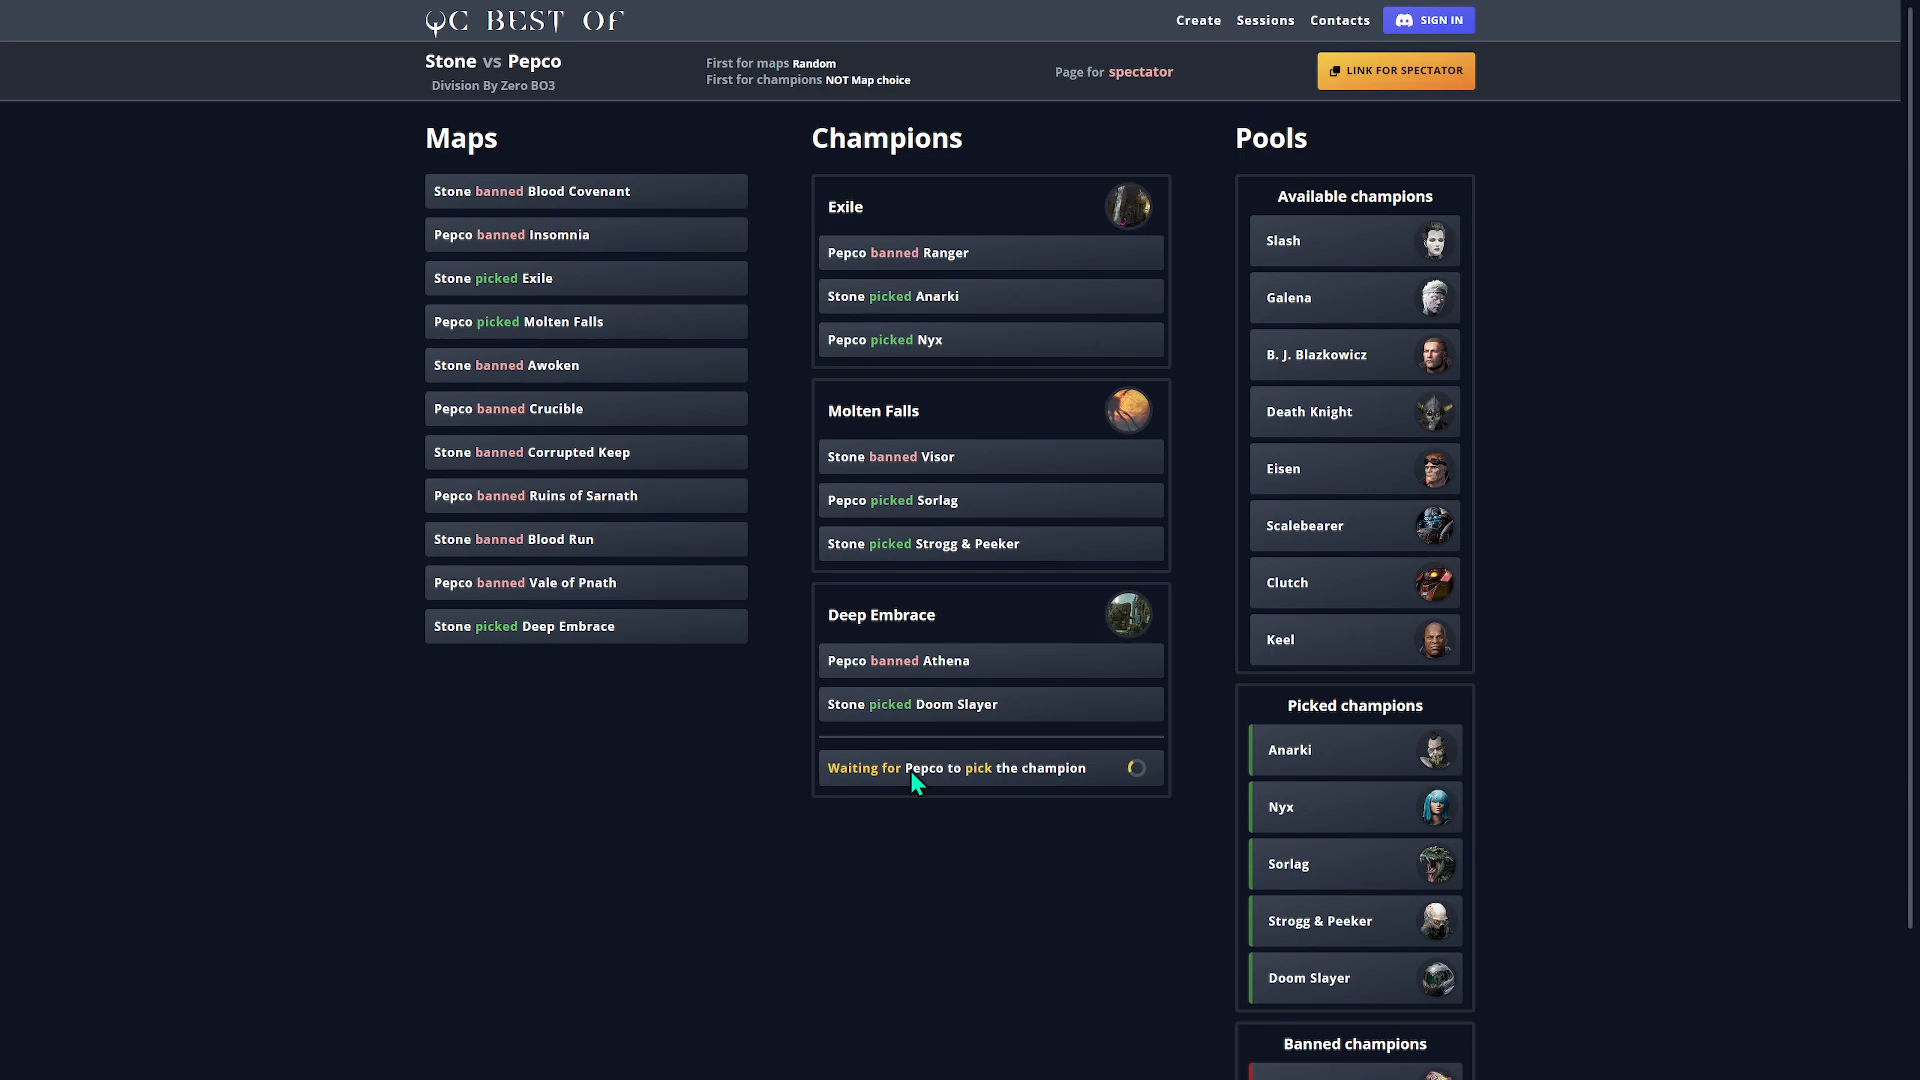 QC BEST OF
Create
Sessions
Contacts
SIGN IN
Stone vs Pepco
Division By Zero BO3
First for maps Random
First for champions NOT Map choice
Page for spectator
LINK FOR SPECTATOR
Maps
Stone banned Blood Covenant
Pepco banned Insomnia
Stone picked Exile
Pepco picked Molten Falls
Stone banned Awoken
Pepco banned Crucible
Stone banned Corrupted Keep
Pepco banned Ruins of Sarnath
Stone banned Blood Run
Pepco banned Vale of Pnath
Stone picked Deep Embrace
Champions
Exile
Pepco banned Ranger
Stone picked Anarki
Pepco picked Nyx
Molten Falls
Stone banned Visor
Pepco picked Sorlag
Stone picked Strogg & Peeker
Deep Embrace
Pepco banned Athena
Stone picked Doom Slayer
Waiting for Pepco to pick the champion
Pools
Available champions
Slash
Galena
B. J. Blazkowicz
Death Knight
Eisen
Scalebearer
Clutch
Keel
Picked champions
Anarki
Nyx
Sorlag
Strogg & Peeker
Doom Slayer
Banned champions